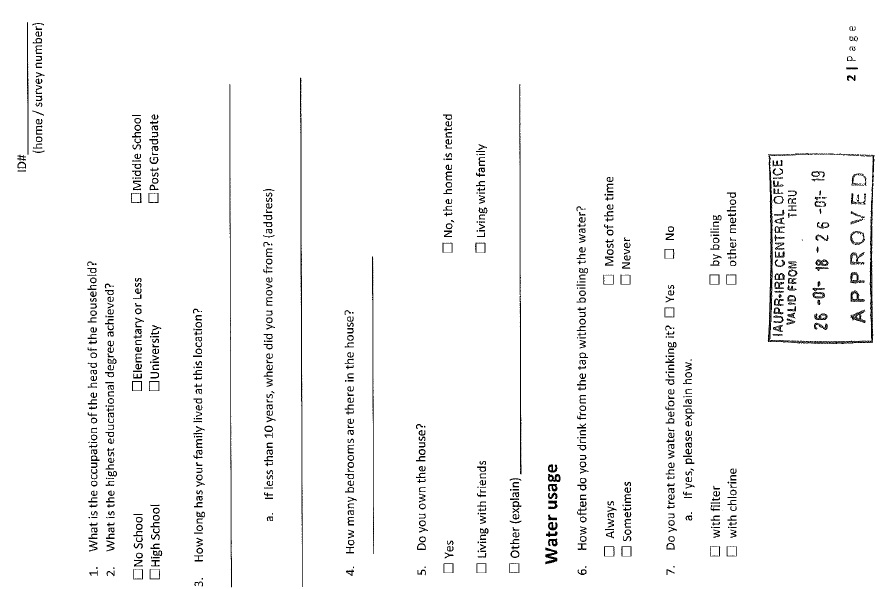 ID#
(home / survey number)
1. What is the occupation of the head of the household?
2. What is the highest educational degree achieved?
☐No School ☐Elementary or Less ☐Middle School
☐High School ☐University ☐Post Graduate
3. How long has your family lived at this location?
a. If less than 10 years, where did you move from? (address)
4. How many bedrooms are there in the house?
5. Do you own the house?
☐ Yes ☐ No, the home is rented
☐ Living with friends ☐ Living with family
☐ Other (explain)
Water usage
6. How often do you drink from the tap without boiling the water?
☐ Always ☐ Most of the time
☐ Sometimes ☐ Never
7. Do you treat the water before drinking it? ☐ Yes ☐ No
a. If yes, please explain how.
☐ with filter ☐ by boiling
☐ with chlorine ☐ other method
IAUPR-IRB CENTRAL OFFICE
VALID FROM THRU
26 -01- 18 - 26 -01- 19
APPROVED
2 | Page